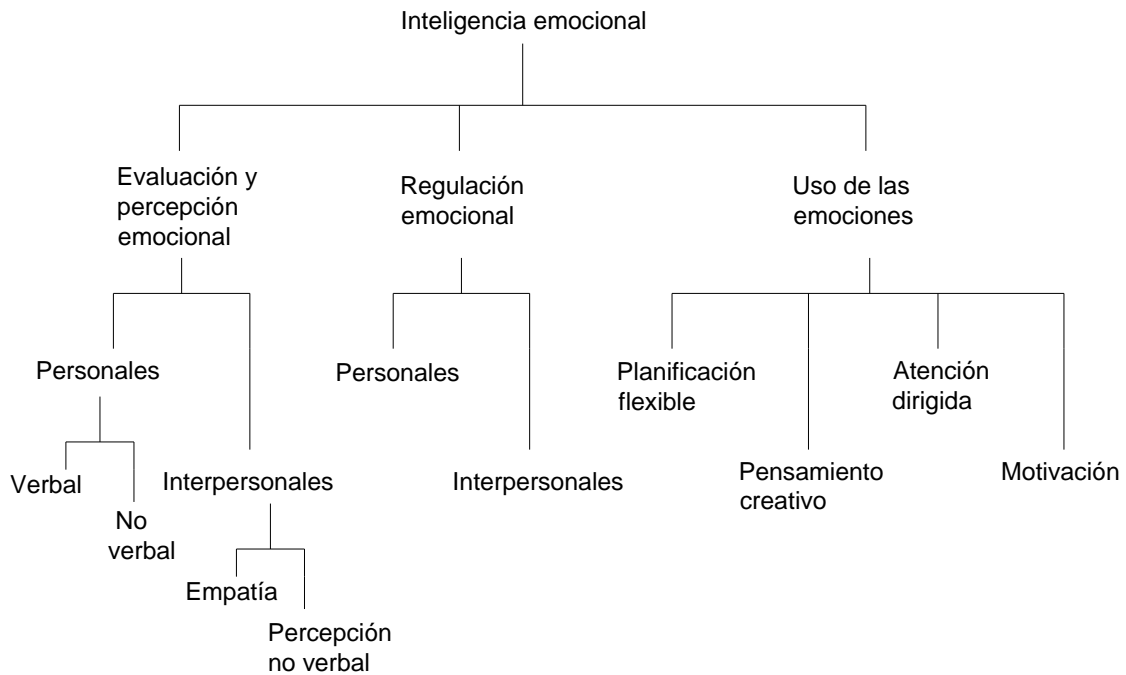 Inteligencia emocional
Evaluación y
percepción
emocional
Regulación
emocional
Uso de las
emociones
Personales
Personales
Planificación
flexible
Atención
dirigida
Verbal
Interpersonales
Interpersonales
Pensamiento
creativo
Motivación
No
verbal
Empatía
Percepción
no verbal